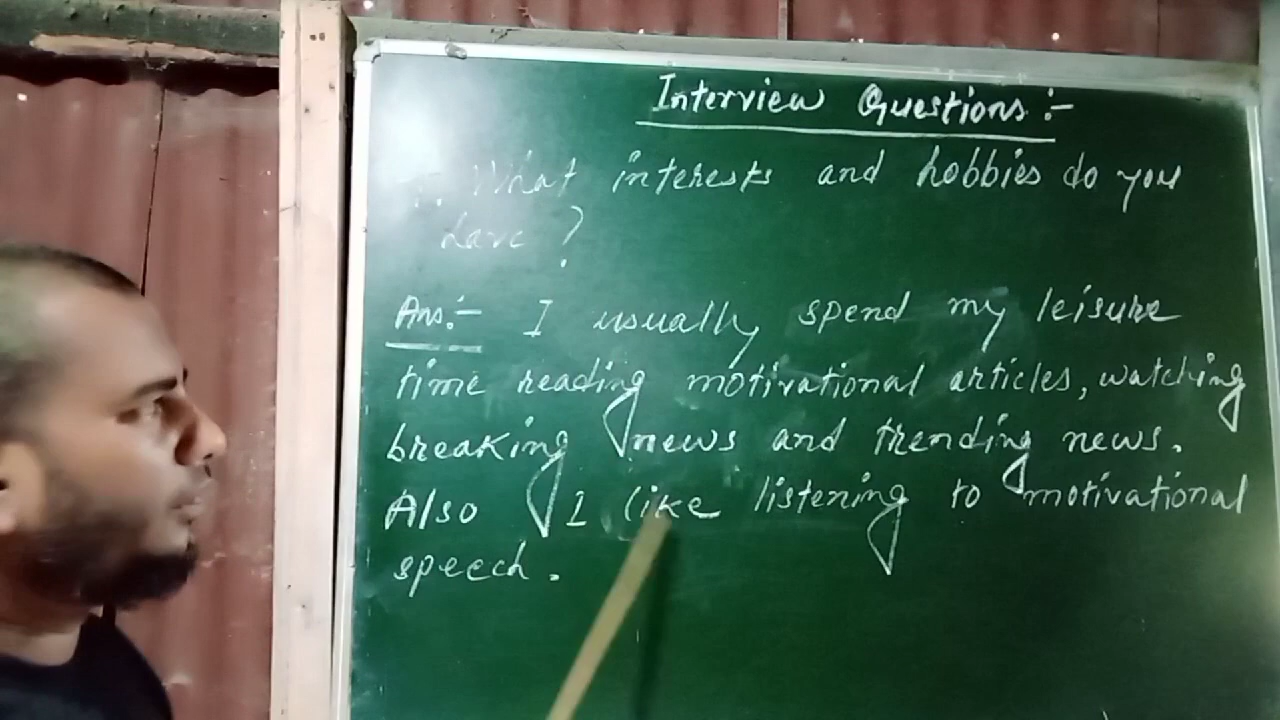 Interview Questions :-
What interests and hobbies do you
have ?
Ans:- I usually spend my leisure
time reading motivational articles, watching
breaking news and trending news.
Also I like listening to motivational
speech.